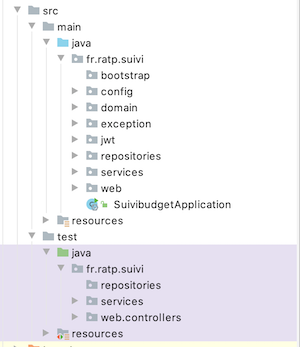 src
main
java
fr.ratp.suivi
bootstrap
config
domain
exception
jwt
repositories
services
web
SuivibudgetApplication
resources
test
java
fr.ratp.suivi
repositories
services
web.controllers
resources